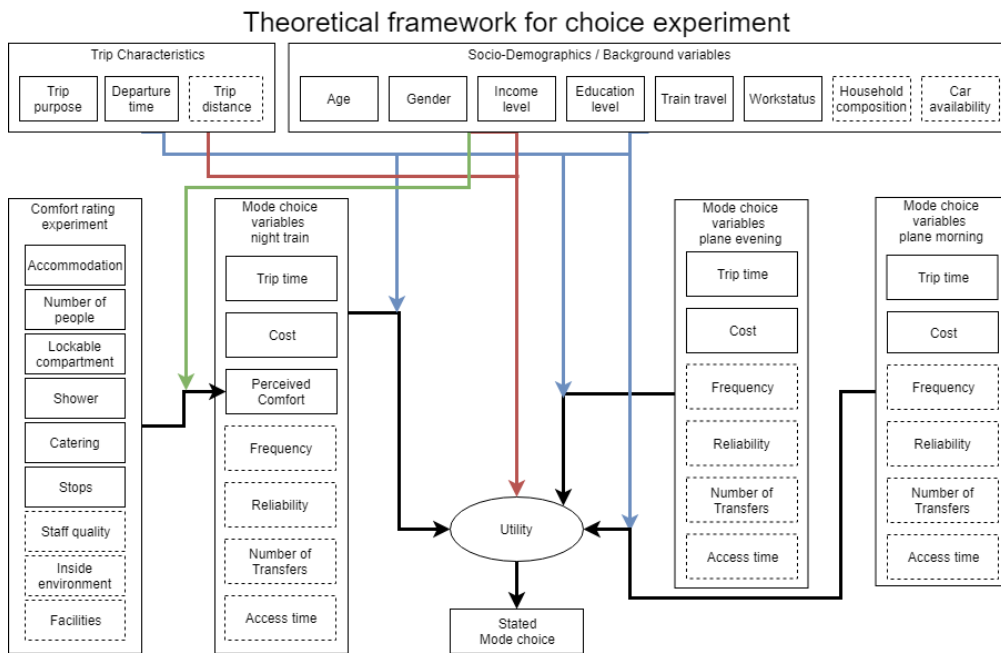 Theoretical framework for choice experiment
Trip Characteristics
Trip
purpose
Departure
time
Trip
distance
Socio-Demographics / Background variables
Age
Gender
Income
level
Education
level
Train travel
Workstatus
Household
composition
Car
availability
Comfort rating
experiment
Accommodation
Number of
people
Lockable
compartment
Shower
Catering
Stops
Staff quality
Inside
environment
Facilities
Mode choice
variables
night train
Trip time
Cost
Perceived
Comfort
Frequency
Reliability
Number of
Transfers
Access time
Utility
Stated
Mode choice
Mode choice
variables
plane evening
Trip time
Cost
Frequency
Reliability
Number of
Transfers
Access time
Mode choice
variables
plane morning
Trip time
Cost
Frequency
Reliability
Number of
Transfers
Access time